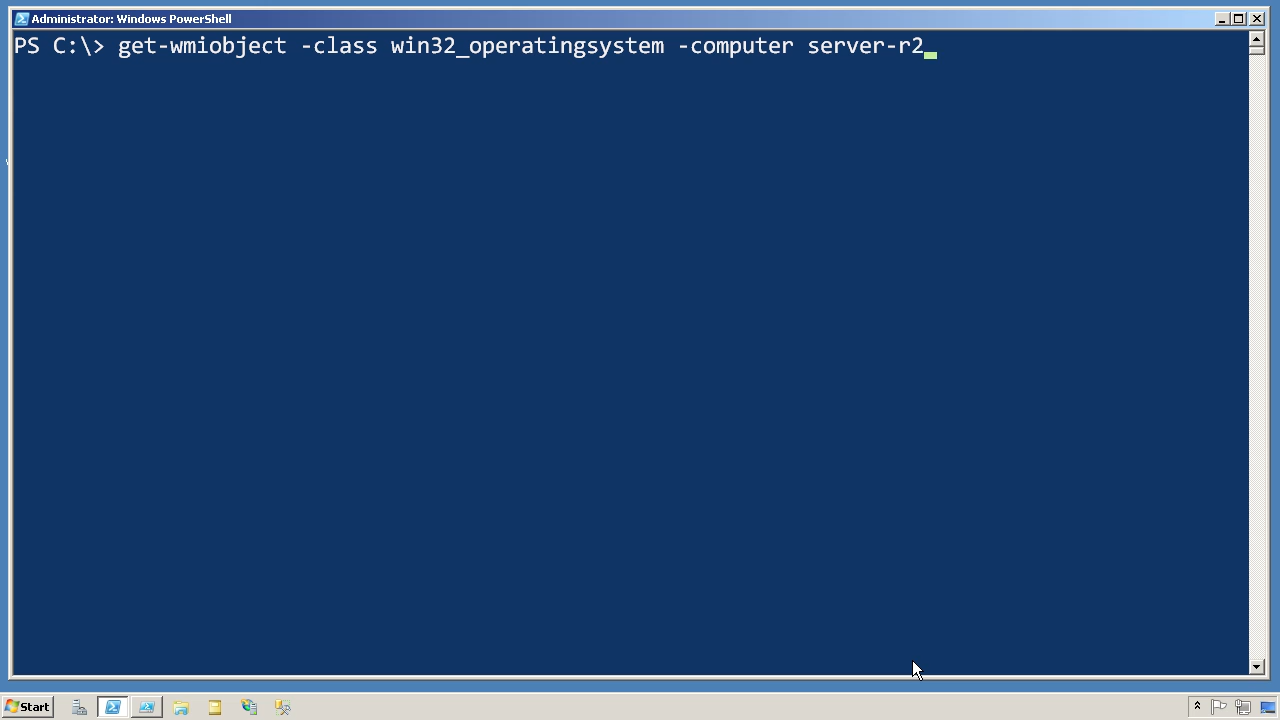 Administrator: Windows PowerShell
PS C:\> get-wmiobject -class win32_operatingsystem -computer server-r2
Start